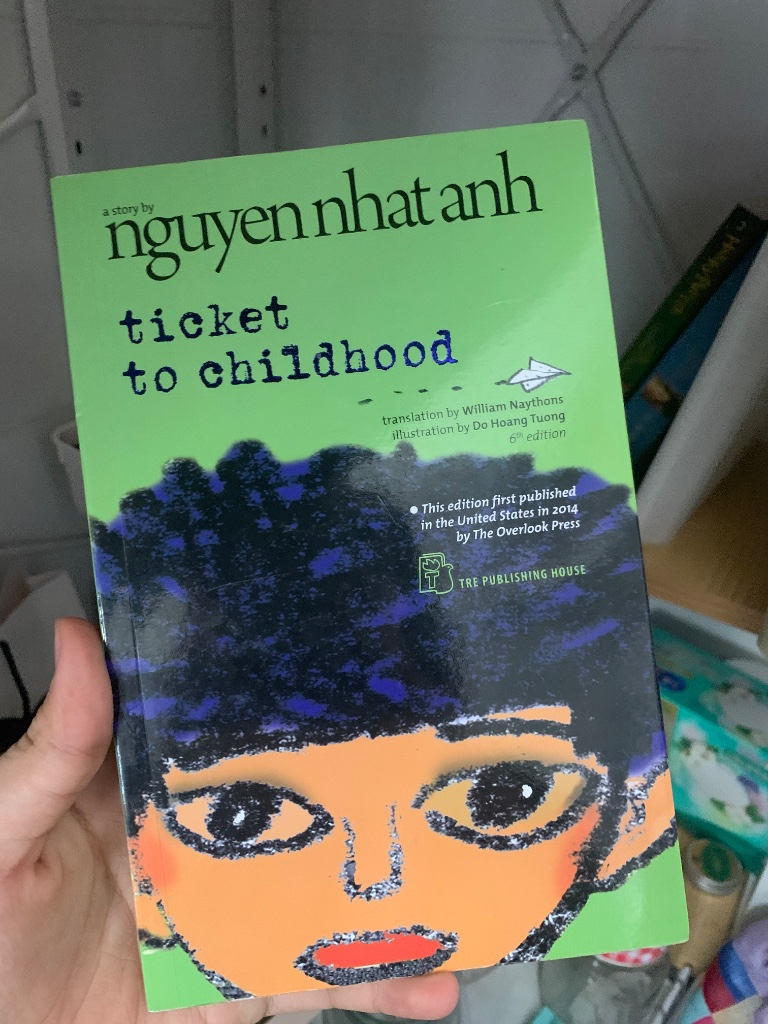 a story by
nguyen nhat anh
ticket
to childhood
translation by William Naythons
illustration by Do Hoang Tuong
6th edition
This edition first published
in the United States in 2014
by The Overlook Press
T
TRE PUBLISHING HOUSE